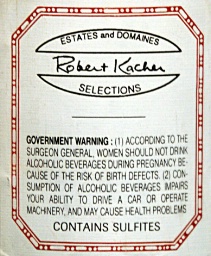 ESTATES and DOMAINES
Robert Kacher
SELECTIONS
GOVERNMENT WARNING : (1) ACCORDING TO THE
SURGEON GENERAL, WOMEN SHOULD NOT DRINK
ALCOHOLIC BEVERAGES DURING PREGNANCY BE-
CAUSE OF THE RISK OF BIRTH DEFECTS. (2) CON-
SUMPTION OF ALCOHOLIC BEVERAGES IMPAIRS
YOUR ABILITY TO DRIVE A CAR OR OPERATE
MACHINERY, AND MAY CAUSE HEALTH PROBLEMS
CONTAINS SULFITES